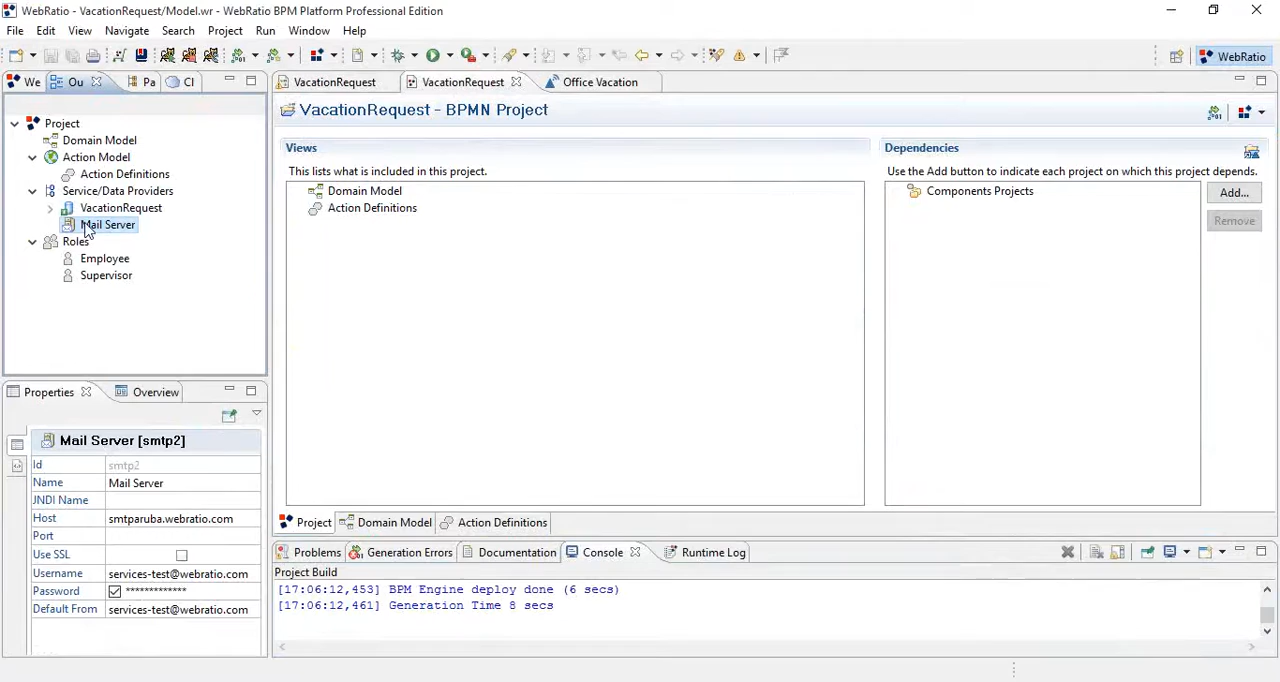 WebRatio - VacationRequest/Model.wr - WebRatio BPM Platform Professional Edition
File Edit View Navigate Search Project Run Window Help
WebRatio
We Ou Pa Cl
VacationRequest VacationRequest Office Vacation
Project
Domain Model
Action Model
Action Definitions
Service/Data Providers
VacationRequest
Mail Server
Roles
Employee
Supervisor
VacationRequest - BPMN Project
Views
This lists what is included in this project.
Domain Model
Action Definitions
Dependencies
Use the Add button to indicate each project on which this project depends.
Components Projects
Add...
Remove
Project Domain Model Action Definitions
Properties Overview
Mail Server [smtp2]
Id smtp2
Name Mail Server
JNDI Name
Host smtparuba.webratio.com
Port
Use SSL
Username services-test@webratio.com
Password *************
Default From services-test@webratio.com
Problems Generation Errors Documentation Console Runtime Log
Project Build
[17:06:12,453] BPM Engine deploy done (6 secs)
[17:06:12,461] Generation Time 8 secs